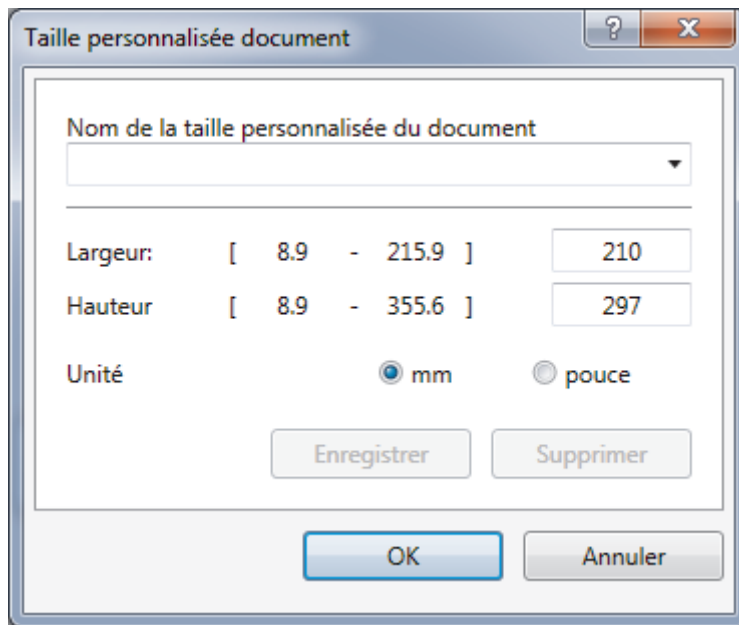 Taille personnalisée document
Nom de la taille personnalisée du document
Largeur: [ 8.9 - 215.9 ] 210
Hauteur [ 8.9 - 355.6 ] 297
Unité mm pouce
Enregistrer Supprimer
OK Annuler